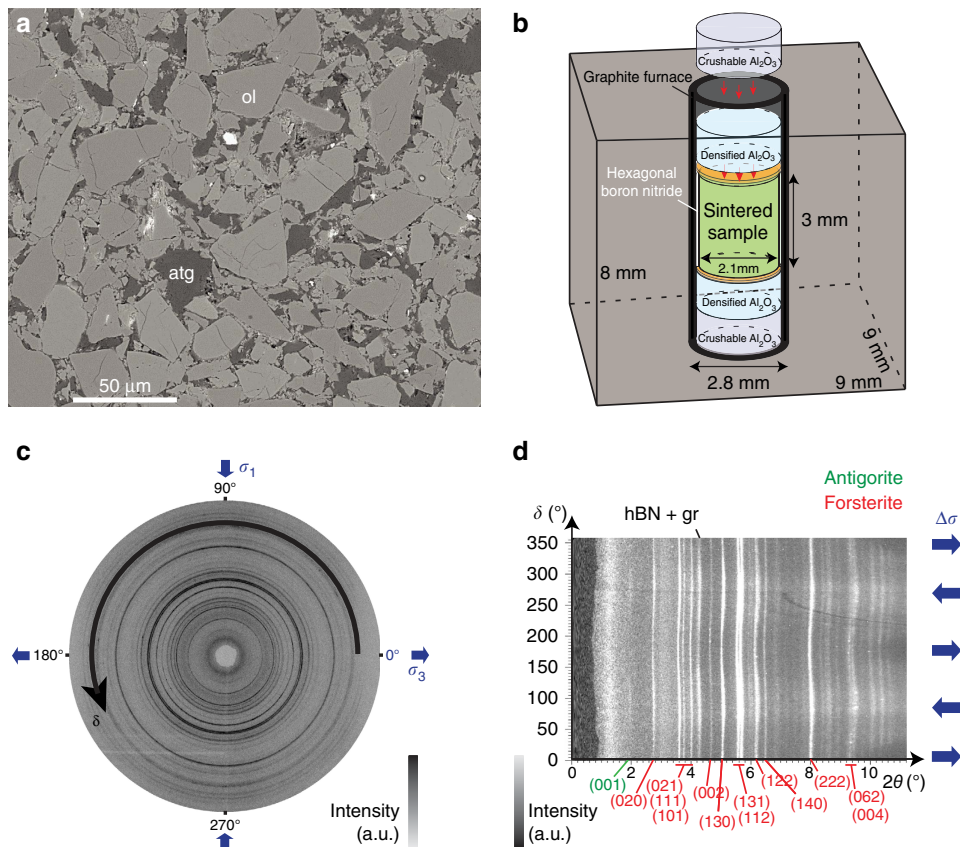 a
ol
atg
50 μm
b
Crushable Al₂O₃
Graphite furnace
Densified Al₂O₃
Hexagonal
boron nitride
Sintered
sample
3 mm
2.1mm
8 mm
Densified Al₂O₃
Crushable Al₂O₃
9 mm
2.8 mm
9 mm
c
σ₁
90°
180°
0°
σ₃
δ
270°
Intensity
(a.u.)
d
Antigorite
Forsterite
δ (°)
hBN + gr
Δσ
350
300
250
200
150
100
50
0
0 2 4 6 8 10 2θ (°)
(001)
(020)
(021)
(111)
(101)
(002)
(130)
(131)
(112)
(122)
(140)
(222)
(062)
(004)
Intensity
(a.u.)